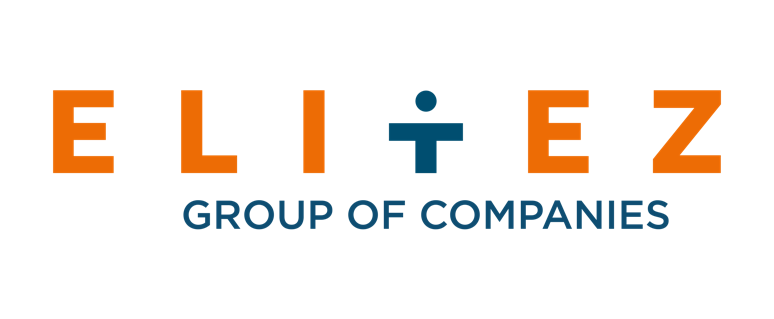 ELITEZ
GROUP OF COMPANIES